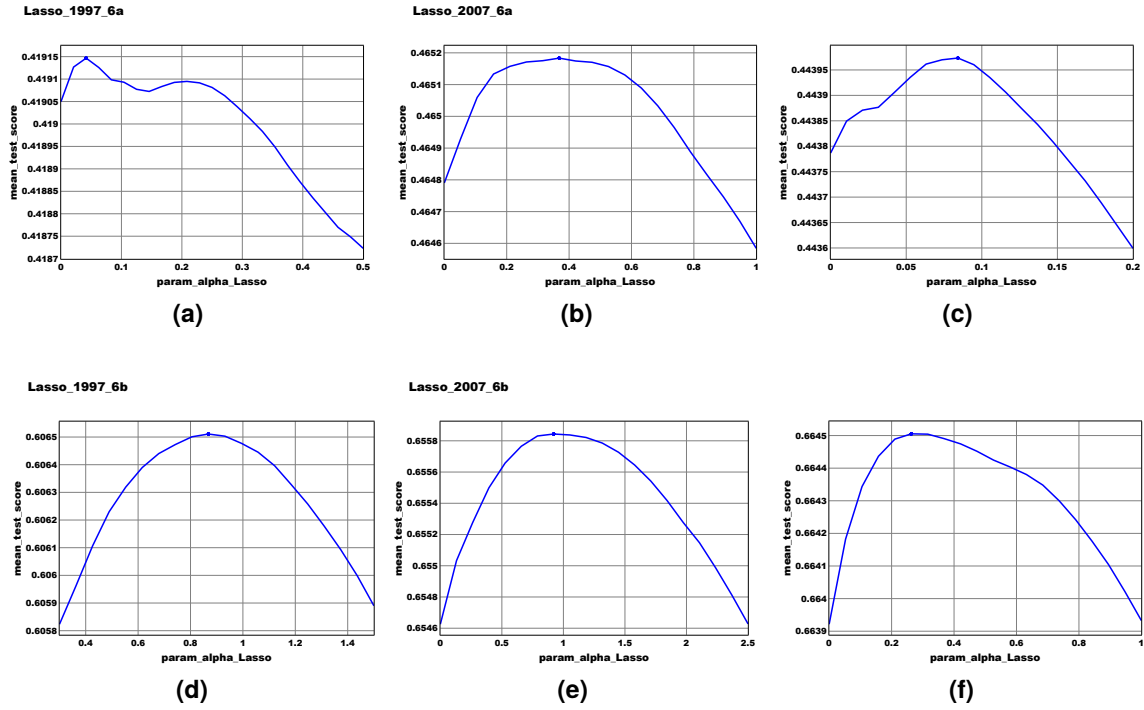 Lasso_1997_6a
Lasso_2007_6a
0.41915
0.4191
0.41905
0.419
0.41895
0.4189
0.41885
0.4188
0.41875
0.4187
mean_test_score
0 0.1 0.2 0.3 0.4 0.5
param_alpha_Lasso
(a)
0.4652
0.4651
0.465
0.4649
0.4648
0.4647
0.4646
mean_test_score
0 0.2 0.4 0.6 0.8 1
param_alpha_Lasso
(b)
0.44395
0.4439
0.44385
0.4438
0.44375
0.4437
0.44365
0.4436
mean_test_score
0 0.05 0.1 0.15 0.2
param_alpha_Lasso
(c)
Lasso_1997_6b
Lasso_2007_6b
0.6065
0.6064
0.6063
0.6062
0.6061
0.606
0.6059
0.6058
mean_test_score
0.4 0.6 0.8 1 1.2 1.4
param_alpha_Lasso
(d)
0.6558
0.6556
0.6554
0.6552
0.655
0.6548
0.6546
mean_test_score
0 0.5 1 1.5 2 2.5
param_alpha_Lasso
(e)
0.6645
0.6644
0.6643
0.6642
0.6641
0.664
0.6639
mean_test_score
0 0.2 0.4 0.6 0.8 1
param_alpha_Lasso
(f)